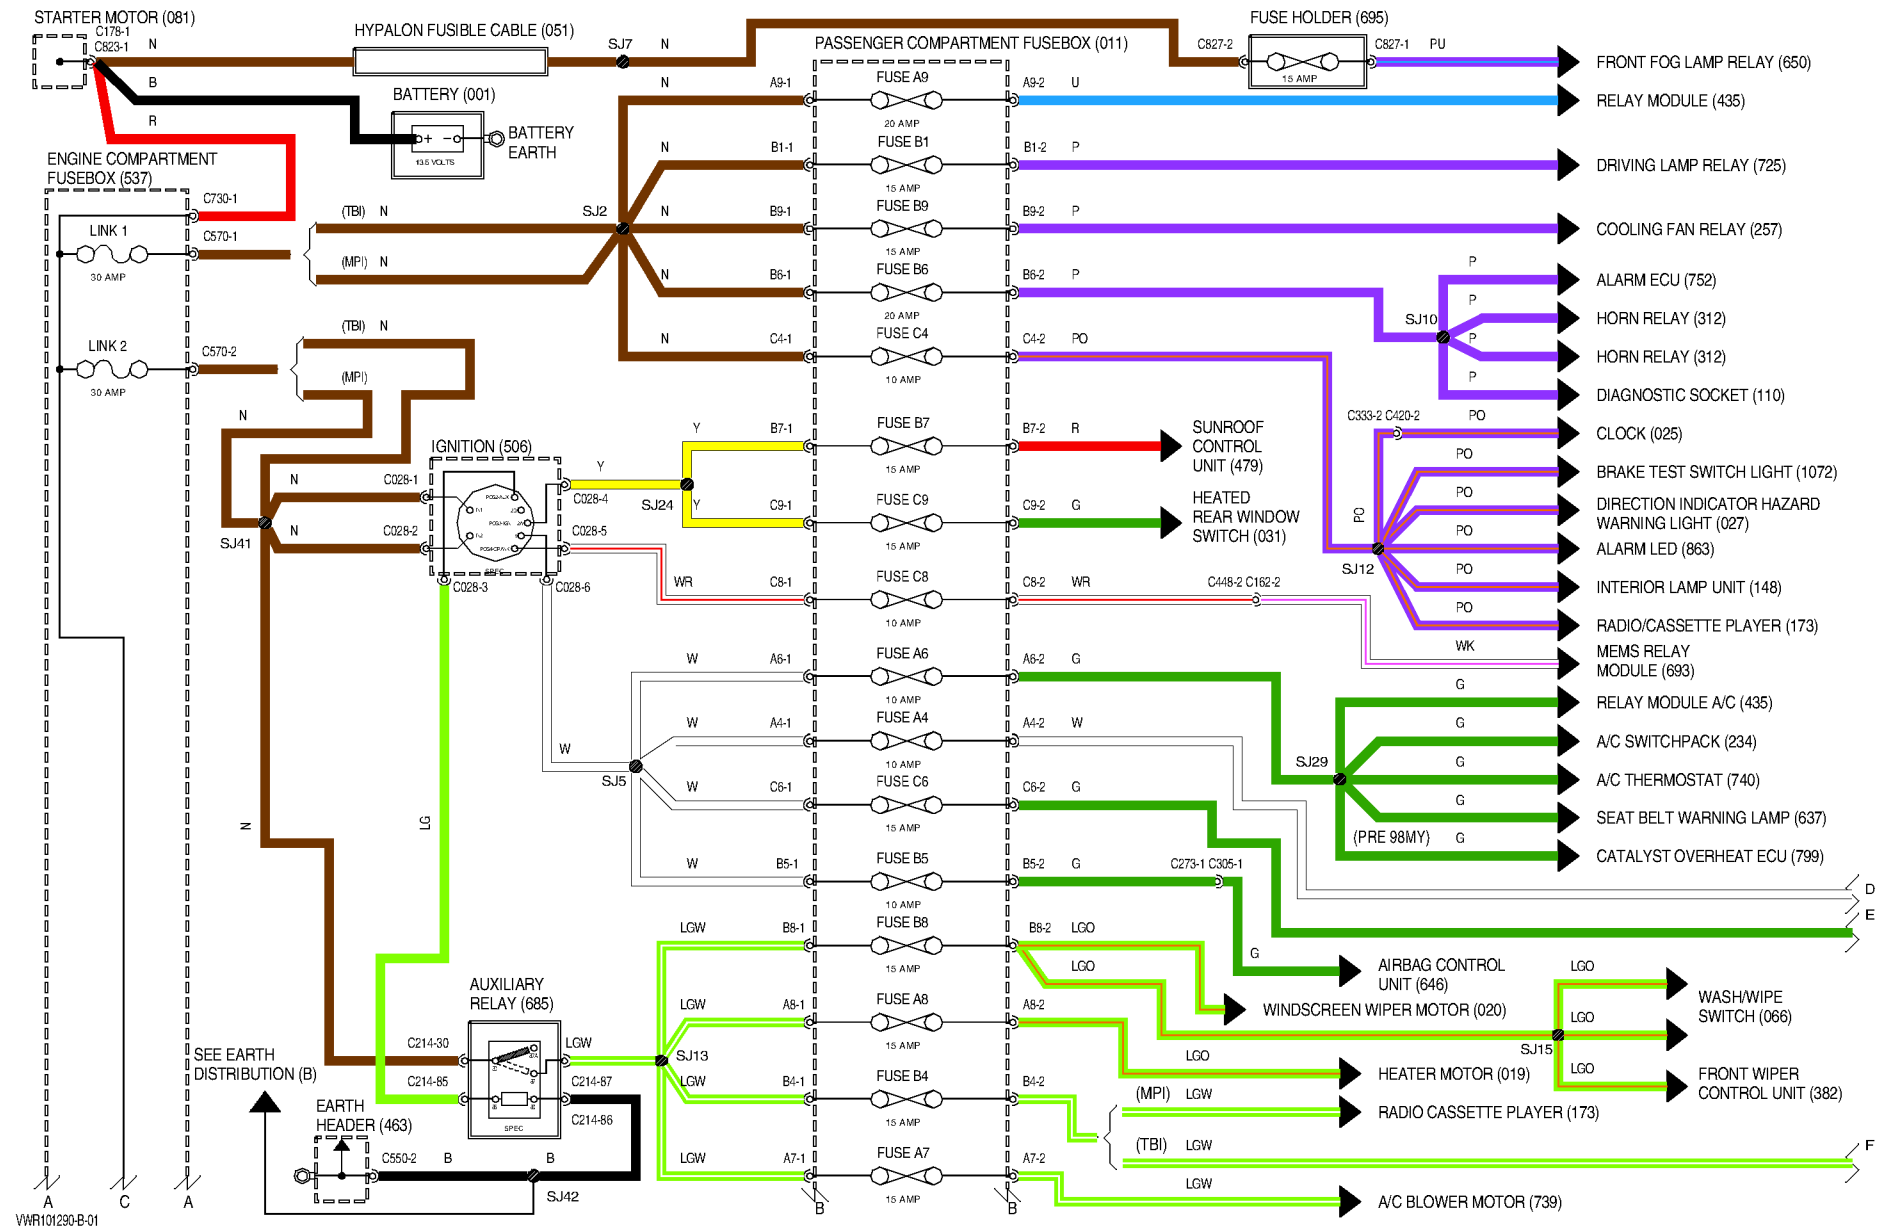 STARTER MOTOR (081)
C178-1
C823-1
N
HYPALON FUSIBLE CABLE (051)
SJ7
N
PASSENGER COMPARTMENT FUSEBOX (011)
FUSE HOLDER (695)
C827-2
C827-1
PU
15 AMP
FRONT FOG LAMP RELAY (650)
B
R
BATTERY (001)
+ −
13.5 VOLTS
BATTERY
EARTH
ENGINE COMPARTMENT
FUSEBOX (537)
C730-1
LINK 1
30 AMP
C570-1
(TBI) N
(MPI) N
SJ2
LINK 2
30 AMP
C570-2
(TBI) N
(MPI)
N
N
A9-1
FUSE A9
20 AMP
A9-2
U
RELAY MODULE (435)
N
B1-1
FUSE B1
15 AMP
B1-2
P
DRIVING LAMP RELAY (725)
N
B9-1
FUSE B9
15 AMP
B9-2
P
COOLING FAN RELAY (257)
N
B6-1
FUSE B6
20 AMP
B6-2
P
SJ10
P
ALARM ECU (752)
P
HORN RELAY (312)
P
HORN RELAY (312)
P
DIAGNOSTIC SOCKET (110)
N
C4-1
FUSE C4
10 AMP
C4-2
PO
C333-2 C420-2
PO
CLOCK (025)
PO
BRAKE TEST SWITCH LIGHT (1072)
PO
DIRECTION INDICATOR HAZARD
WARNING LIGHT (027)
PO
PO
ALARM LED (863)
SJ12
PO
INTERIOR LAMP UNIT (148)
PO
RADIO/CASSETTE PLAYER (173)
IGNITION (506)
C028-1
N
C028-2
N
SJ41
SPEC
C028-3
C028-4
C028-5
C028-6
Y
SJ24
Y
B7-1
FUSE B7
15 AMP
B7-2
R
SUNROOF
CONTROL
UNIT (479)
Y
C9-1
FUSE C9
15 AMP
C9-2
G
HEATED
REAR WINDOW
SWITCH (031)
WR
C8-1
FUSE C8
10 AMP
C8-2
WR
C448-2 C162-2
WK
MEMS RELAY
MODULE (693)
W
SJ5
W
A6-1
FUSE A6
10 AMP
A6-2
G
SJ29
G
RELAY MODULE A/C (435)
G
A/C SWITCHPACK (234)
G
A/C THERMOSTAT (740)
G
SEAT BELT WARNING LAMP (637)
(PRE 98MY)
G
CATALYST OVERHEAT ECU (799)
W
A4-1
FUSE A4
10 AMP
A4-2
W
D
W
C6-1
FUSE C6
15 AMP
C6-2
G
E
W
B5-1
FUSE B5
10 AMP
B5-2
G
C273-1 C305-1
G
AIRBAG CONTROL
UNIT (646)
N
LG
LGW
B8-1
FUSE B8
15 AMP
B8-2
LGO
LGO
WINDSCREEN WIPER MOTOR (020)
SJ15
LGO
LGO
WASH/WIPE
SWITCH (066)
LGO
FRONT WIPER
CONTROL UNIT (382)
AUXILIARY
RELAY (685)
C214-30
C214-85
LGW
C214-87
C214-86
87A
SPEC
SJ13
LGW
A8-1
FUSE A8
15 AMP
A8-2
LGO
HEATER MOTOR (019)
LGW
B4-1
FUSE B4
15 AMP
B4-2
(MPI)
LGW
RADIO CASSETTE PLAYER (173)
(TBI)
LGW
F
LGW
A7-1
FUSE A7
15 AMP
A7-2
LGW
A/C BLOWER MOTOR (739)
SEE EARTH
DISTRIBUTION (B)
EARTH
HEADER (463)
C550-2
B
B
SJ42
A
C
A
B
B
VWR101290-B-01